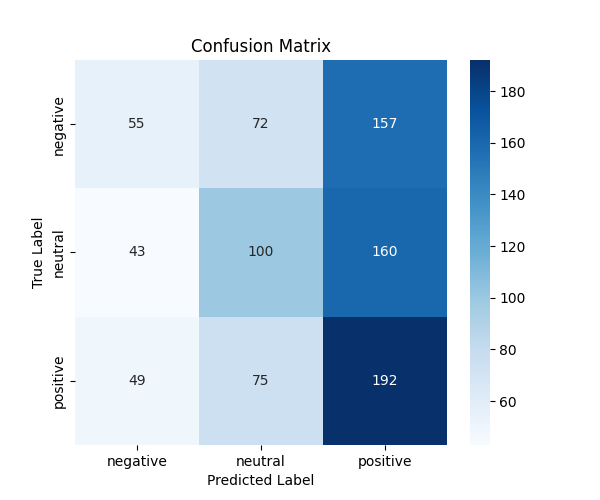 Confusion Matrix
True Label
negative
55 72 157
neutral
43 100 160
positive
49 75 192
negative neutral positive
Predicted Label
180
160
140
120
100
80
60